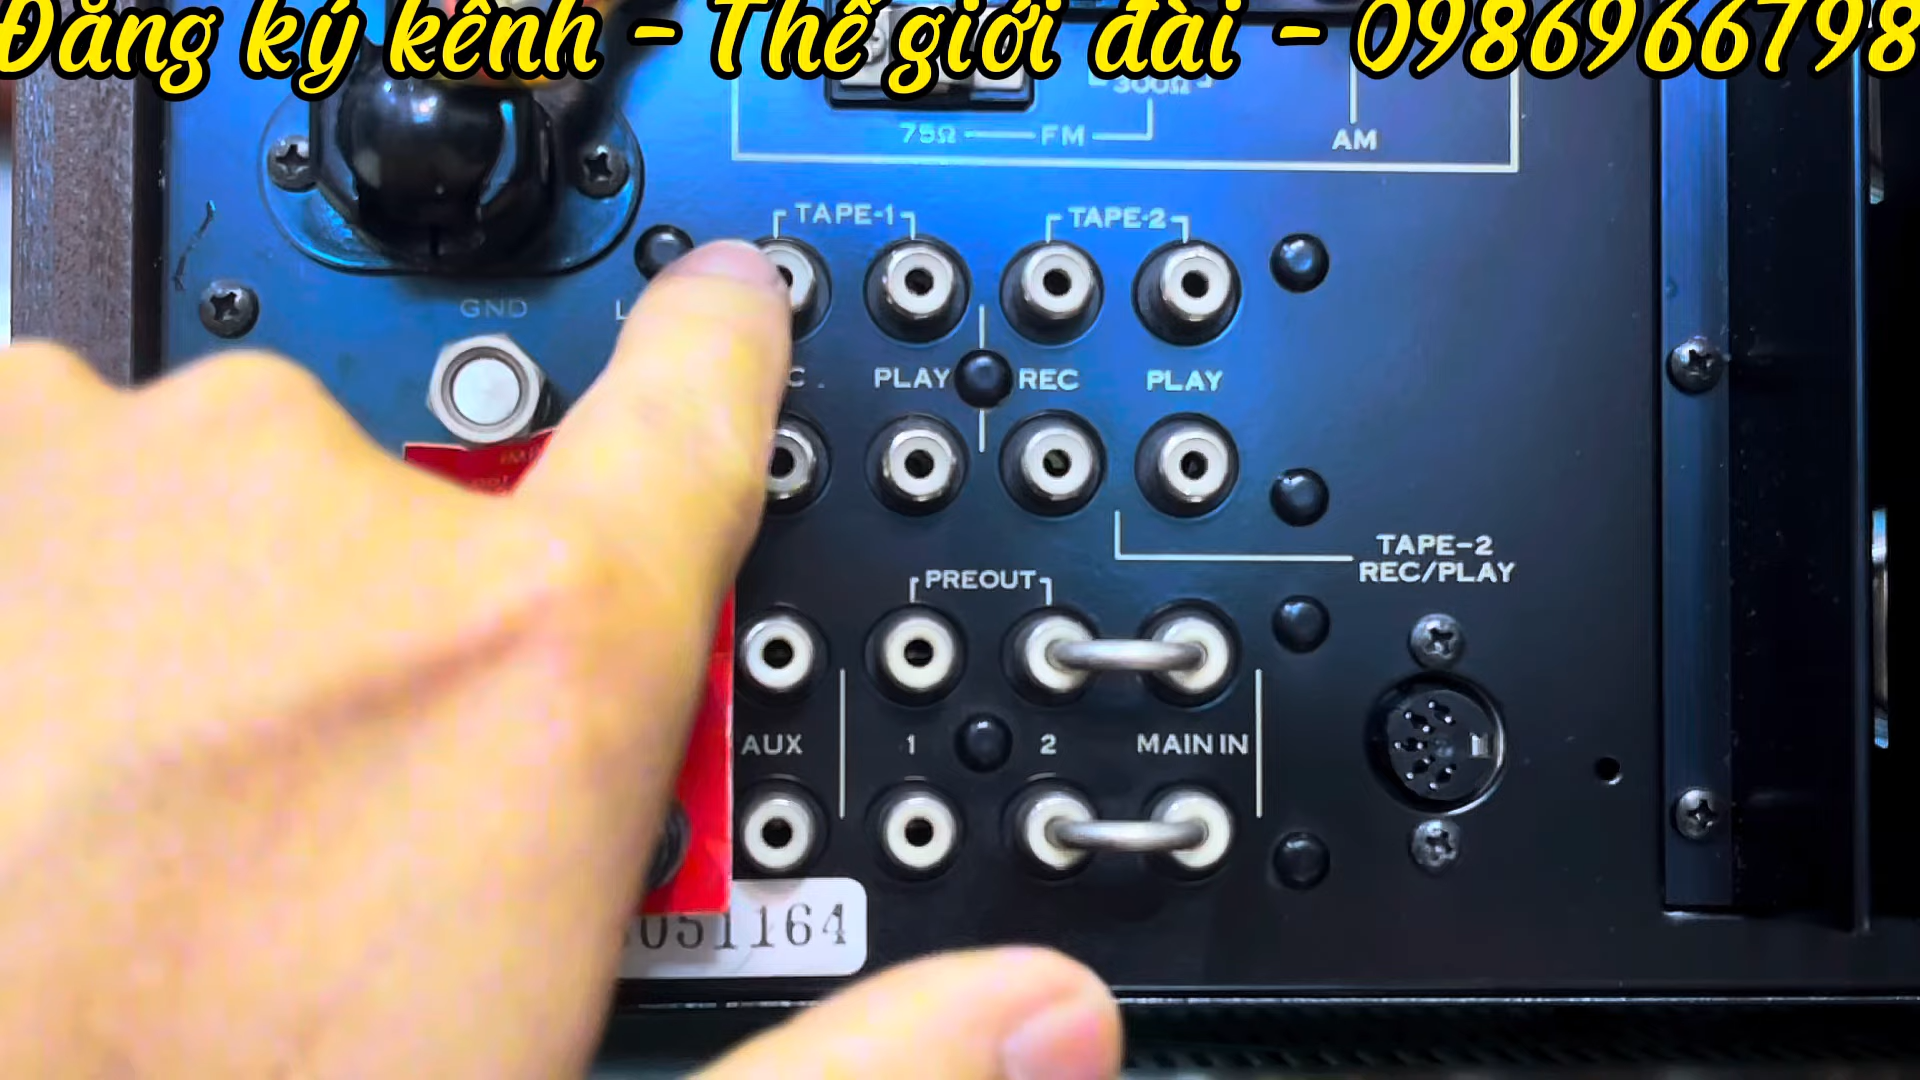 Đăng ký kênh - Thế giới đài - 0986966798
300Ω
75Ω FM
AM
TAPE-1 TAPE-2
GND
PLAY REC PLAY
TAPE-2
REC/PLAY
PREOUT
AUX 1 2 MAIN IN
051164